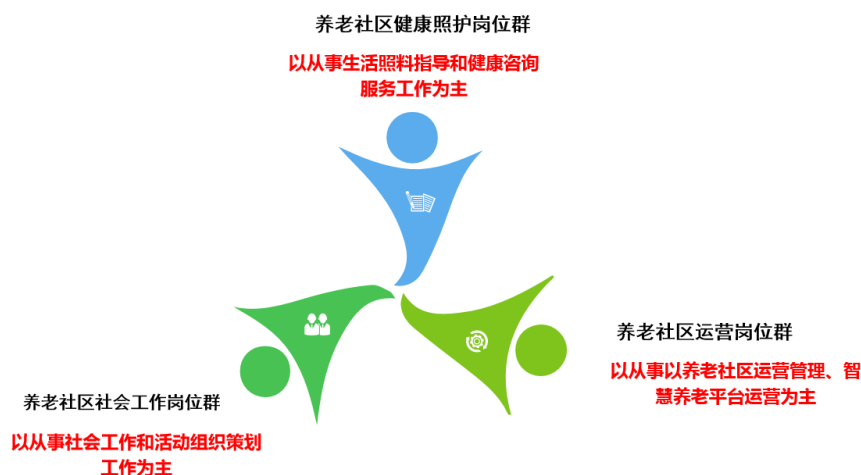 养老社区健康照护岗位群
以从事生活照料指导和健康咨询
服务工作为主
养老社区运营岗位群
以从事以养老社区运营管理、智
慧养老平台运营为主
养老社区社会工作岗位群
以从事社会工作和活动组织策划
工作为主